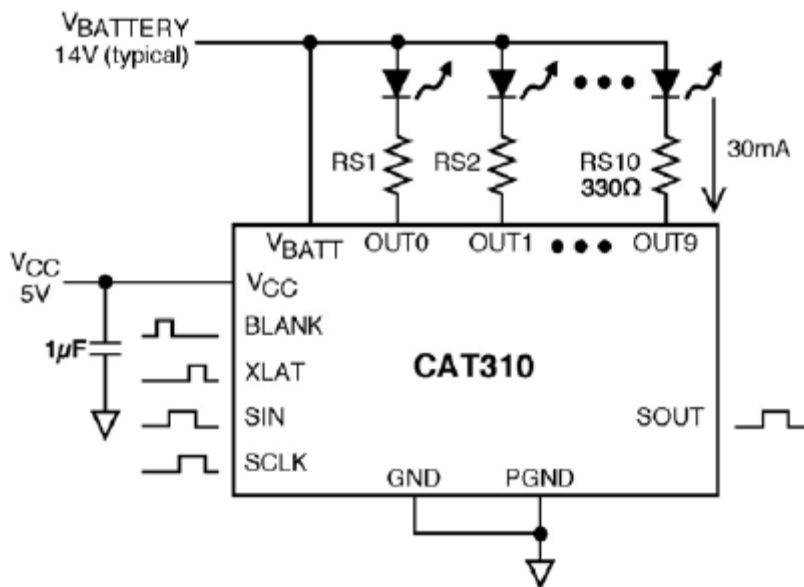 VBATTERY
14V (typical)
RS1
RS2
RS10
330Ω
30mA
VBATT
OUT0
OUT1
OUT9
VCC
5V
VCC
1µF
BLANK
XLAT
SIN
SCLK
CAT310
SOUT
GND
PGND